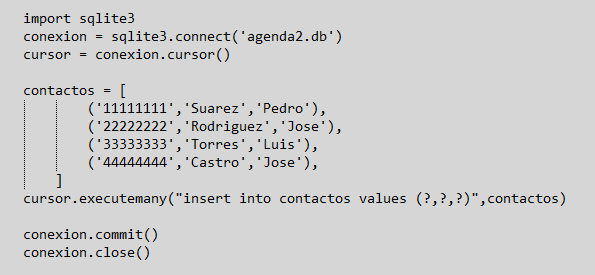 import sqlite3
conexion = sqlite3.connect('agenda2.db')
cursor = conexion.cursor()
contactos = [
('11111111','Suarez','Pedro'),
('22222222','Rodriguez','Jose'),
('33333333','Torres','Luis'),
('44444444','Castro','Jose'),
]
cursor.executemany("insert into contactos values (?,?,?)",contactos)
conexion.commit()
conexion.close()